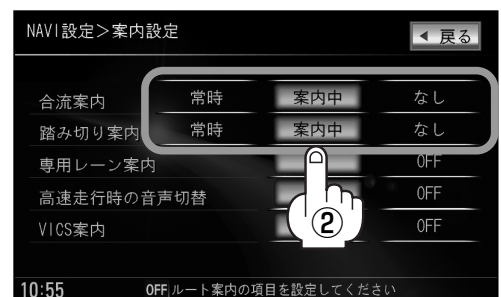 NAVI設定＞案内設定
◀ 戻る
合流案内 常時 案内中 なし
踏み切り案内 常時 案内中 なし
専用レーン案内 OFF
高速走行時の音声切替 OFF
VICS案内 OFF
②
10:55 OFF|ルート案内の項目を設定してください